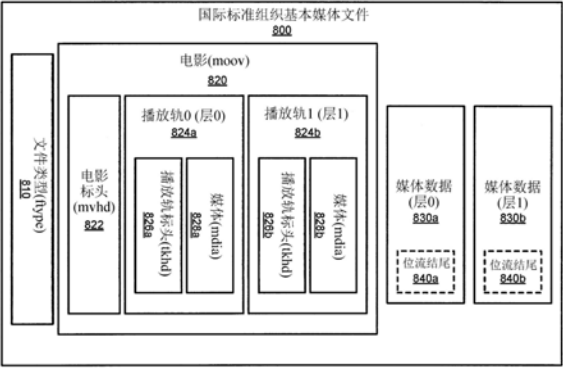 国际标准组织基本媒体文件
800
文件类型(ftype)
810
电影(moov)
820
电影
标头
(mvhd)
822
播放轨0 (层0)
824a
播放轨标头(tkhd)
826a
媒体(mdia)
828a
播放轨1 (层1)
824b
播放轨标头(tkhd)
826b
媒体(mdia)
828b
媒体数据
(层0)
830a
位流结尾
840a
媒体数据
(层1)
830b
位流结尾
840b